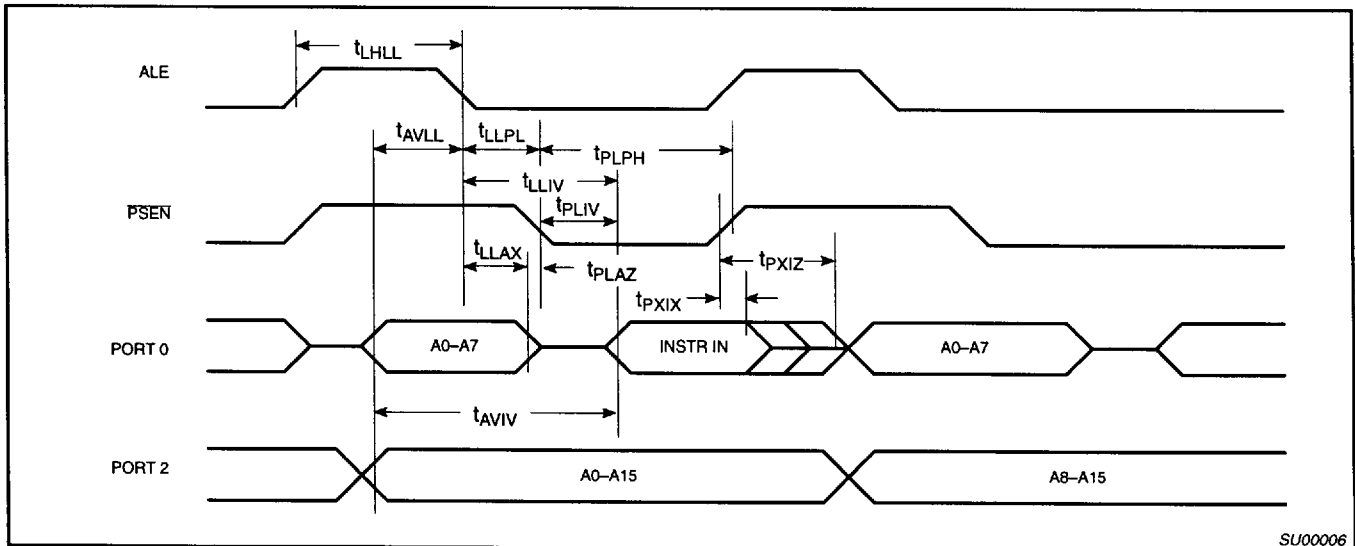 ALE
tLHLL
tAVLL
tLLPL
tPLPH
tLLIV
PSEN
tPLIV
tLLAX
tPLAZ
tPXIZ
tPXIX
PORT 0
A0–A7
INSTR IN
A0–A7
tAVIV
PORT 2
A0–A15
A8–A15
SU00006